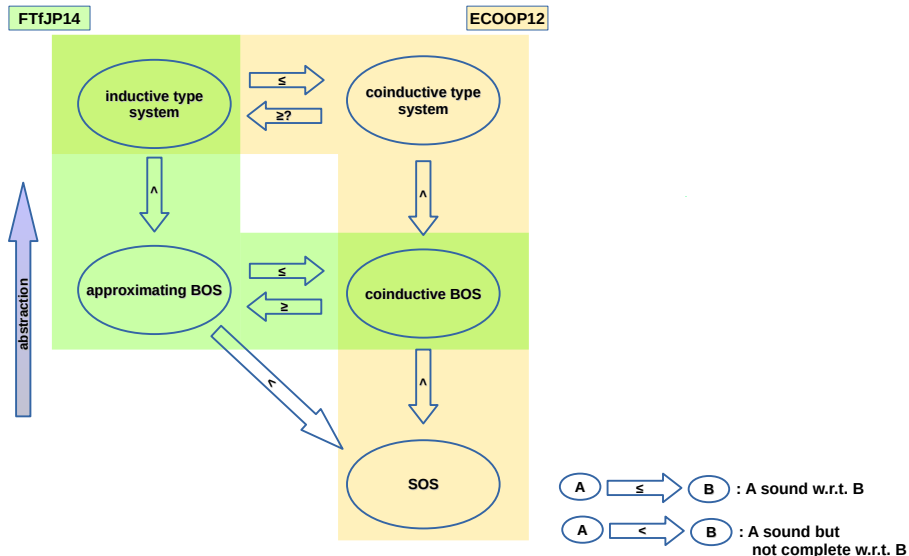 FTfJP14
ECOOP12
inductive type
system
≤
coinductive type
system
≥?
<
<
approximating BOS
≤
coinductive BOS
≥
abstraction
<
<
SOS
A
≤
B
: A sound w.r.t. B
A
<
B
: A sound but
not complete w.r.t. B